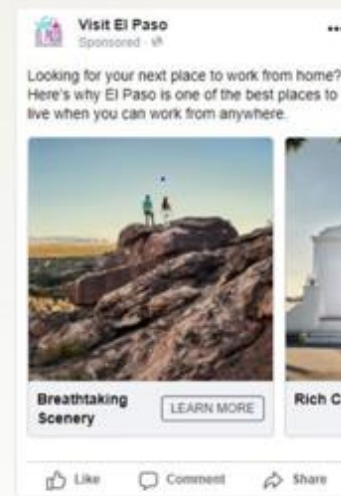 Visit El Paso
Sponsored
Looking for your next place to work from home?
Here's why El Paso is one of the best places to
live when you can work from anywhere.
Breathtaking
Scenery
LEARN MORE
Rich C
Like
Comment
Share